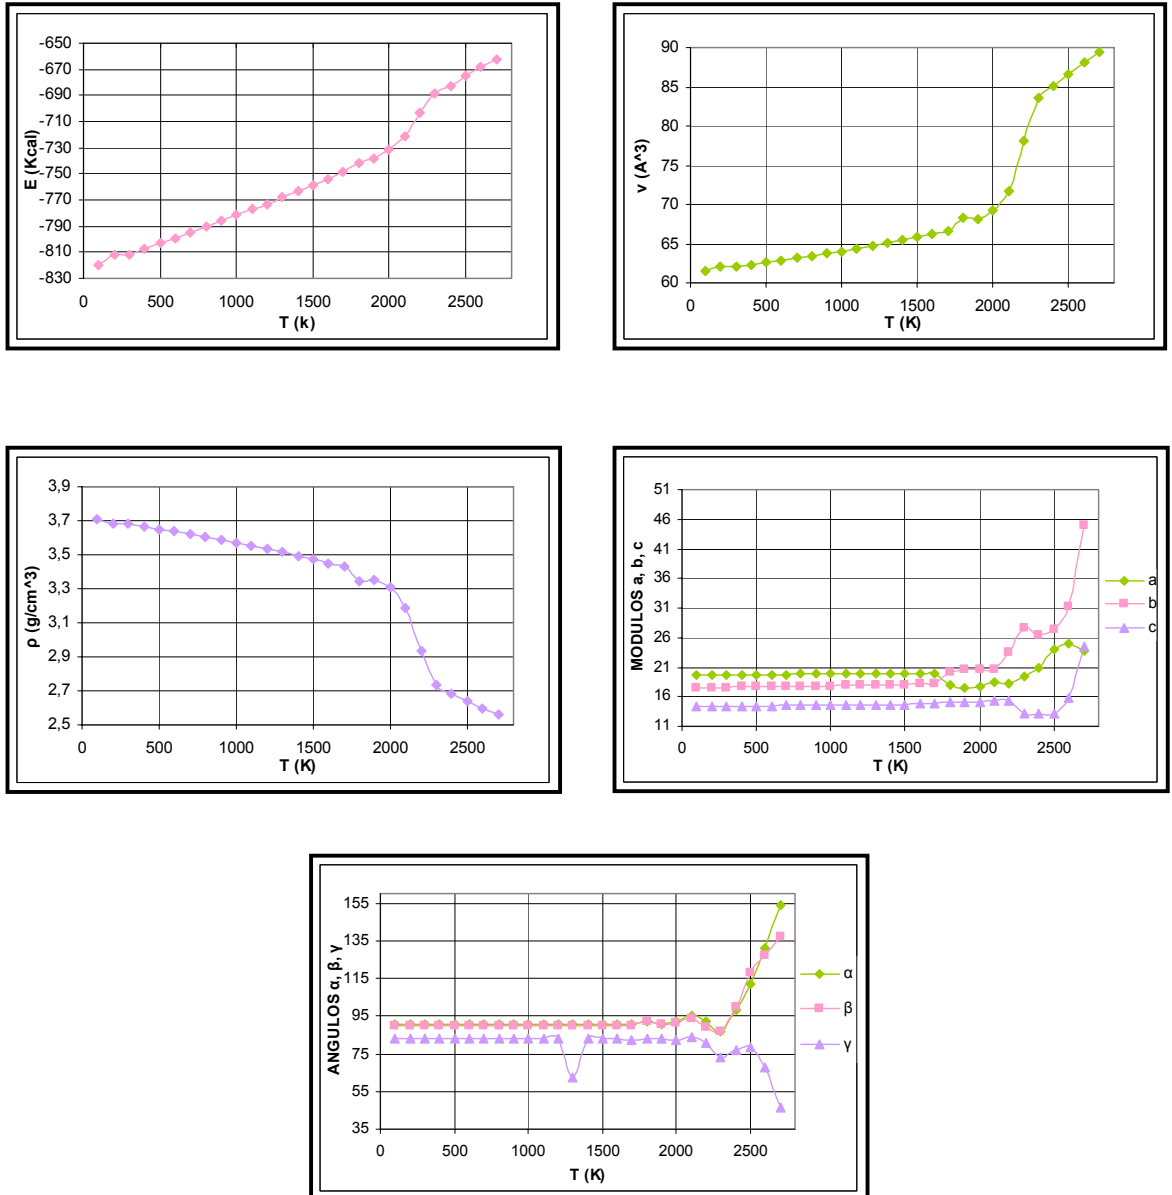 -650
-670
-690
-710
-730
-750
-770
-790
-810
-830
0 500 1000 1500 2000 2500
T (k)
E (Kcal)
90
85
80
75
70
65
60
0 500 1000 1500 2000 2500
T (K)
v (A^3)
3,9
3,7
3,5
3,3
3,1
2,9
2,7
2,5
0 500 1000 1500 2000 2500
T (K)
ρ (g/cm^3)
51
46
41
36
31
26
21
16
11
0 500 1000 1500 2000 2500
T (K)
MODULOS a, b, c
a
b
c
155
135
115
95
75
55
35
0 500 1000 1500 2000 2500
T (K)
ANGULOS α, β, γ
α
β
γ